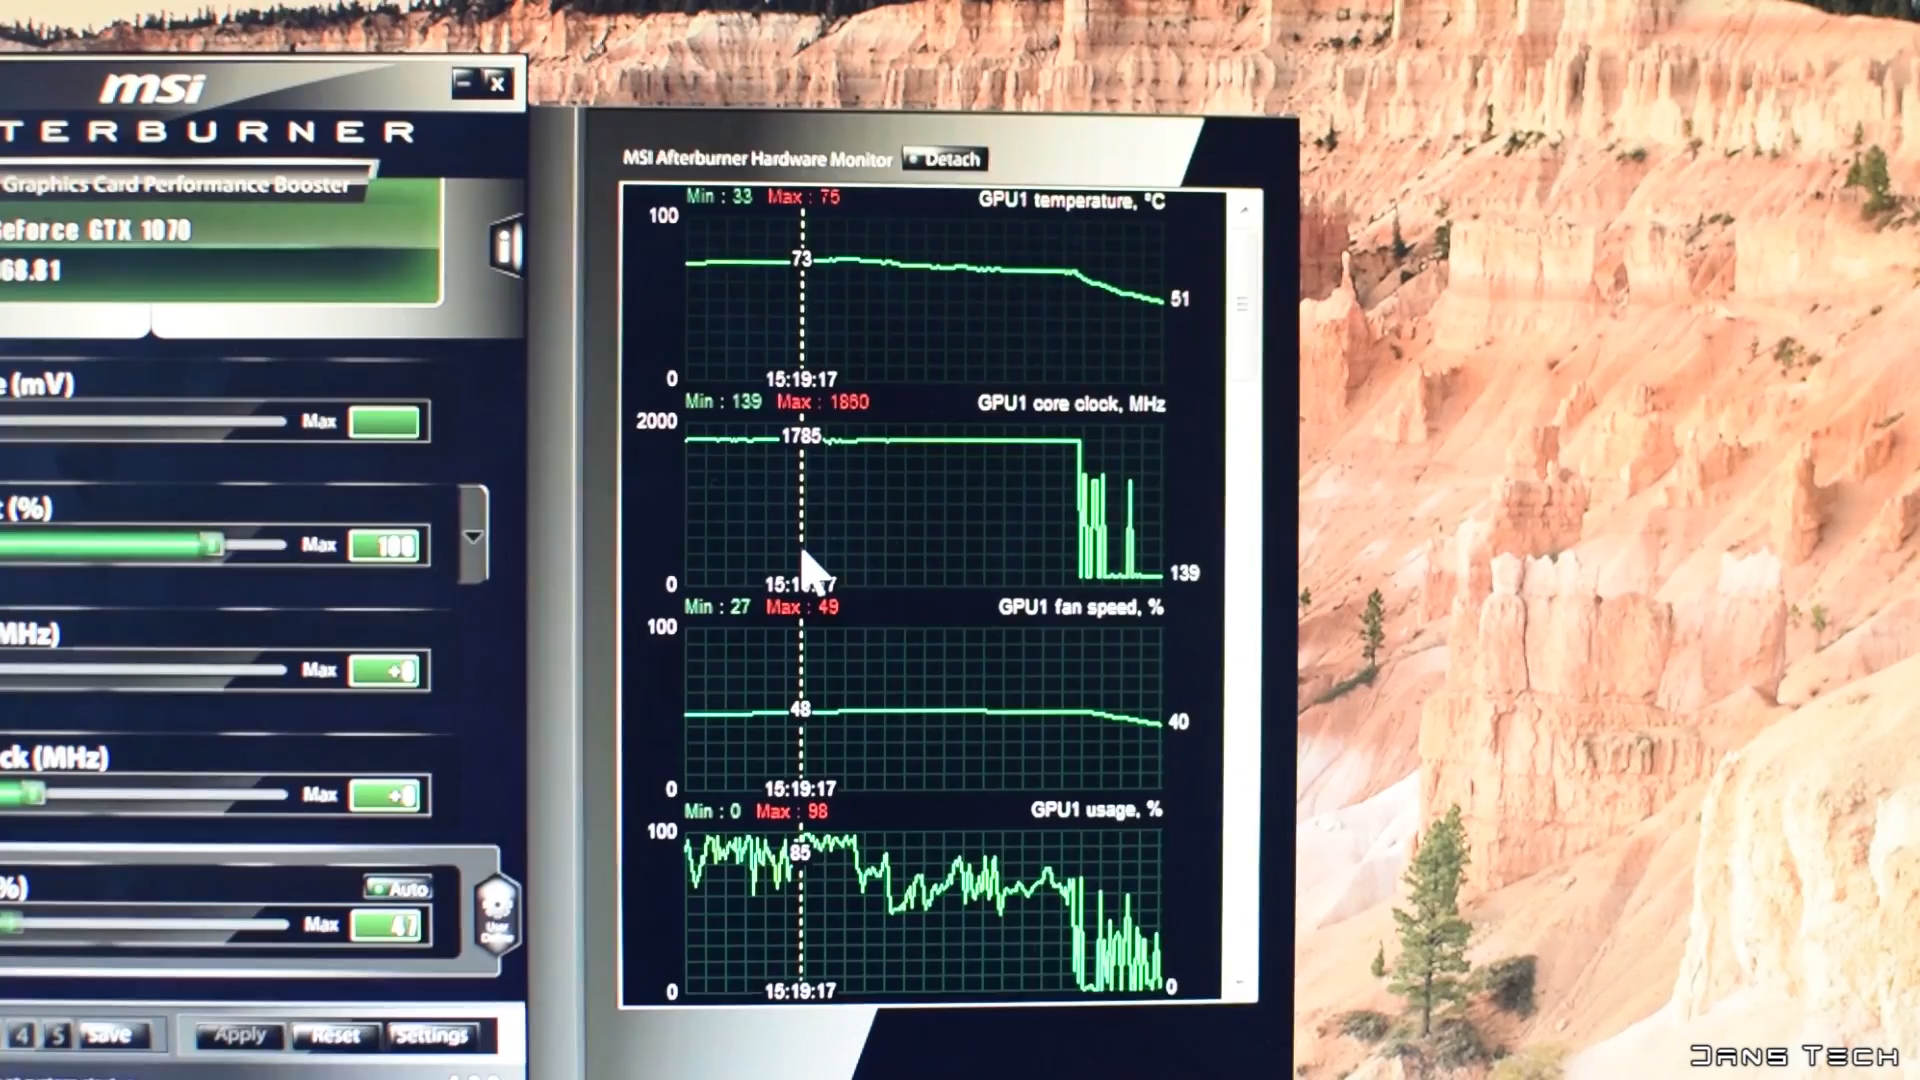 msi
TERBURNER
Graphics Card Performance Booster
eForce GTX 1070
68.81
e (mV)
Max
(%)
Max 100
MHz)
Max +0
ck (MHz)
Max +0
%)
Auto
Max 47
User Define
4 5 Save Apply Reset Settings
MSI Afterburner Hardware Monitor Detach
Min : 33 Max : 75 GPU1 temperature, °C
100
73
51
0 15:19:17
Min : 139 Max : 1860 GPU1 core clock, MHz
2000
1785
139
0
Min : 27 Max : 49 GPU1 fan speed, %
100
48
40
0 15:19:17
Min : 0 Max : 98 GPU1 usage, %
100
85
0
0 15:19:17
DANS TECH